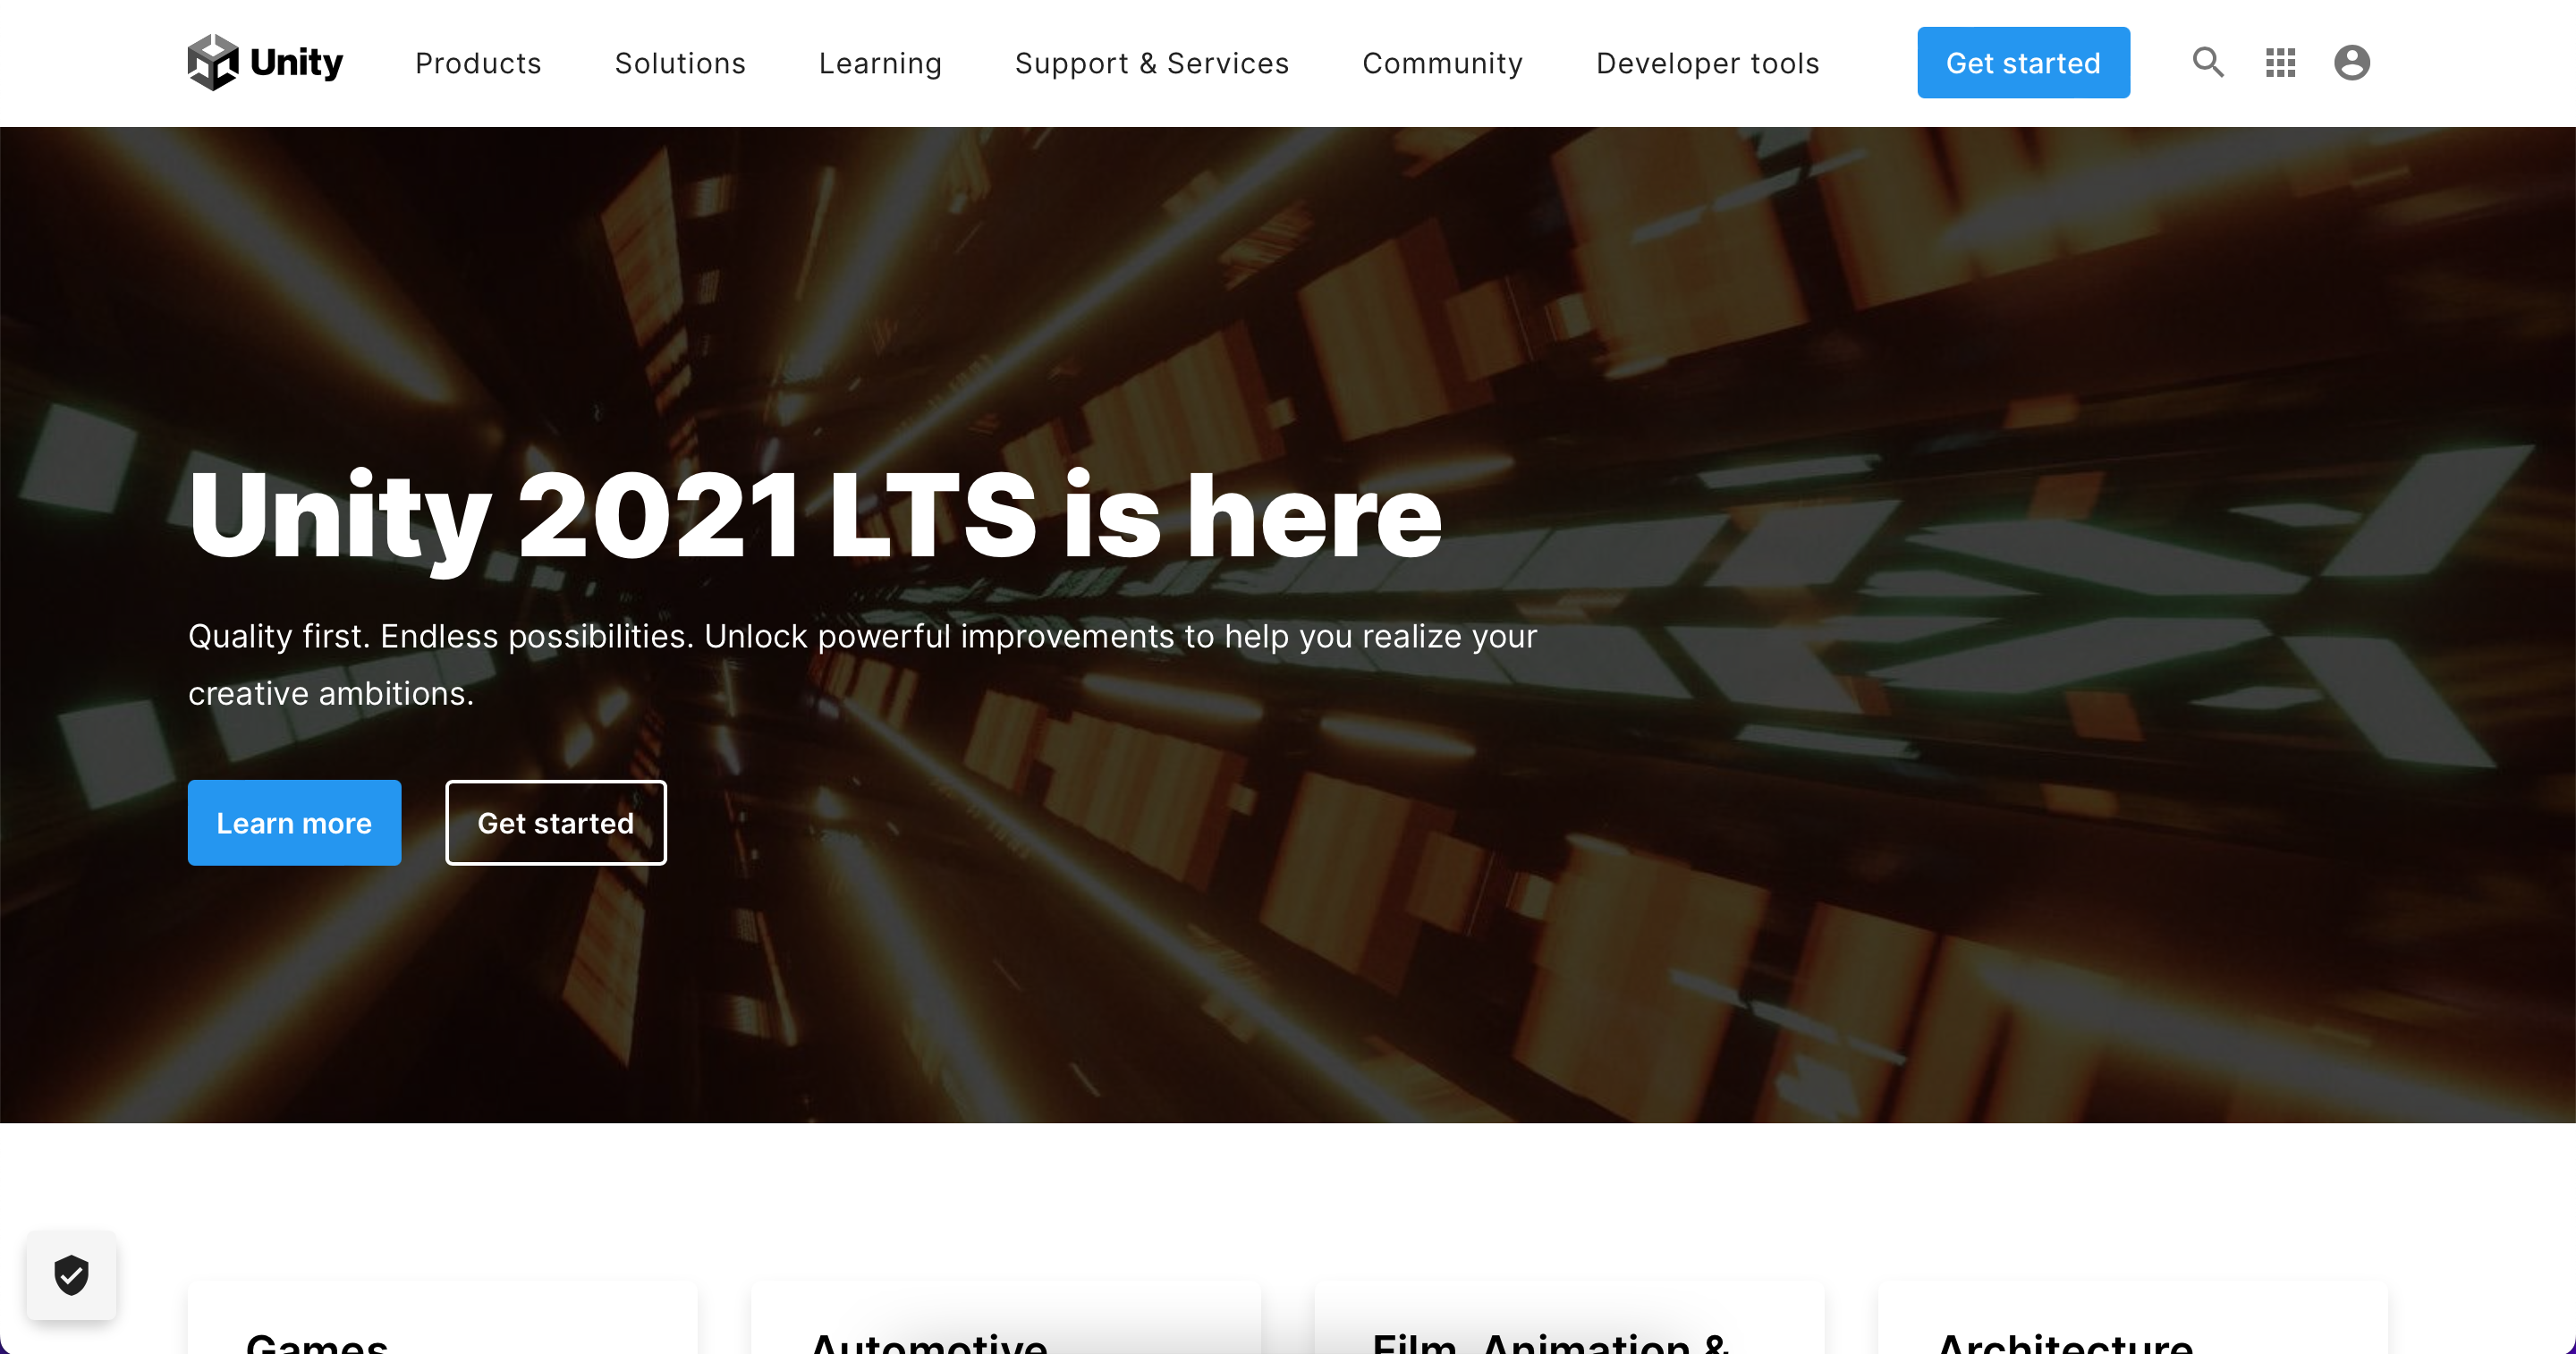 Unity
Products
Solutions
Learning
Support & Services
Community
Developer tools
Get started
Unity 2021 LTS is here
Quality first. Endless possibilities. Unlock powerful improvements to help you realize your
creative ambitions.
Learn more
Get started
Games
Automotive
Film, Animation &
Architecture